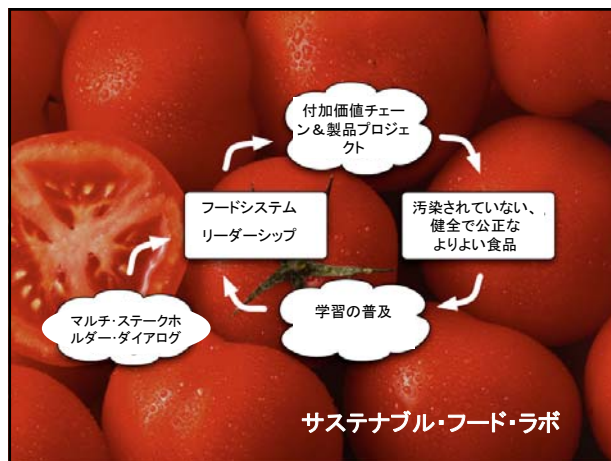 付加価値チェー
ン&製品プロジェ
クト
フードシステム
リーダーシップ
汚染されていない、
健全で公正な
よりよい食品
マルチ・ステークホ
ルダー・ダイアログ
学習の普及
サステナブル・フード・ラボ